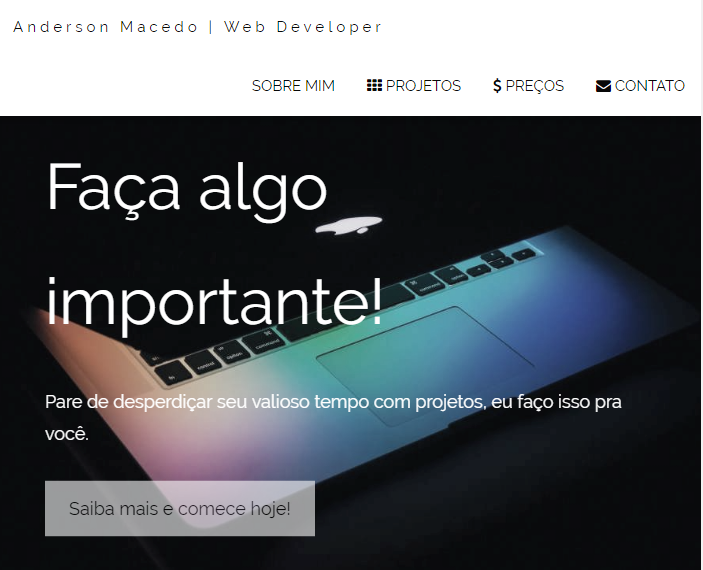 Anderson Macedo | Web Developer
SOBRE MIM PROJETOS $ PREÇOS CONTATO
Faça algo
importante!
Pare de desperdiçar seu valioso tempo com projetos, eu faço isso pra
você.
Saiba mais e comece hoje!